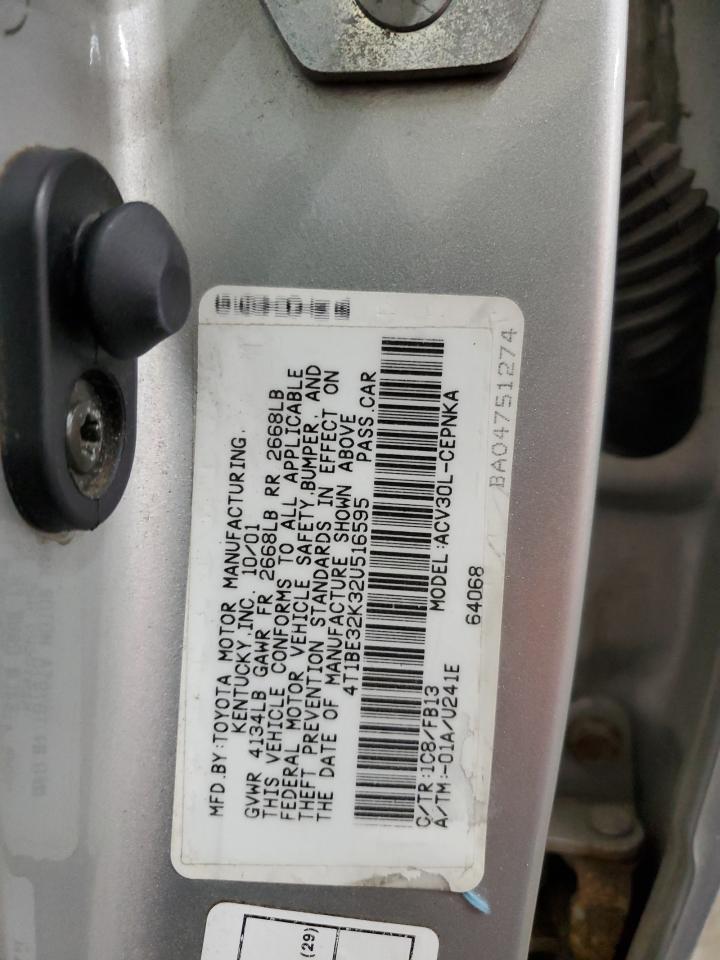 MFD.BY:TOYOTA MOTOR MANUFACTURING,
KENTUCKY,INC. 10/01
GVWR 4134LB GAWR FR 2668LB RR 2668LB
THIS VEHICLE CONFORMS TO ALL APPLICABLE
FEDERAL MOTOR VEHICLE SAFETY,BUMPER, AND
THEFT PREVENTION STANDARDS IN EFFECT ON
THE DATE OF MANUFACTURE SHOWN ABOVE
4T1BE32K32U516595 PASS.CAR
C/TR:1C8/FB13 MODEL:ACV30L-CEPNKA
A/TM:-01A/U241E
64068
BA04751274
(29)